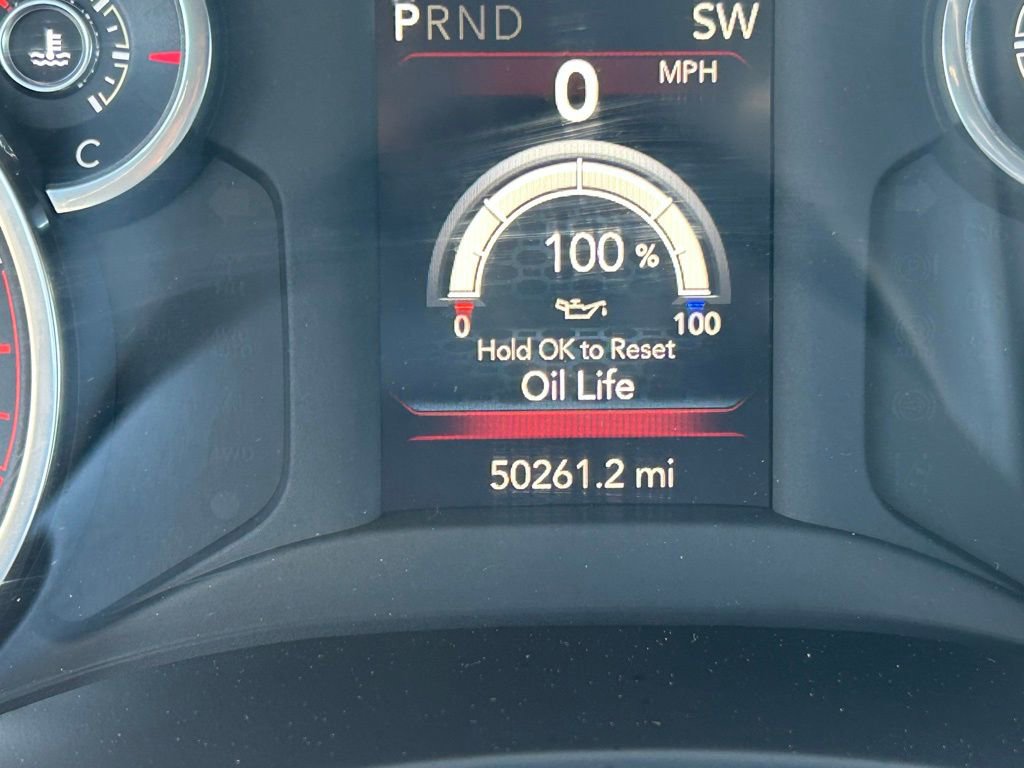 PRND SW
0 MPH
C
100 %
0 100
Hold OK to Reset
Oil Life
50261.2 mi